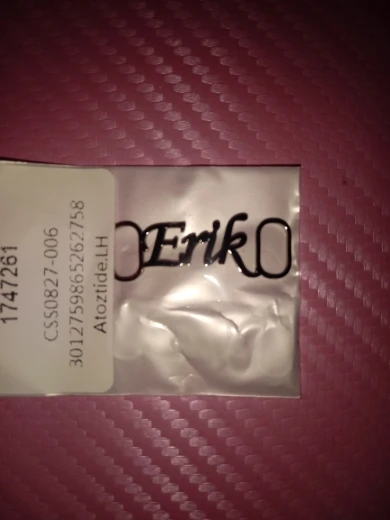 Erik
1747261
CSS0827-006
3012759865262758
Atoztide.LH